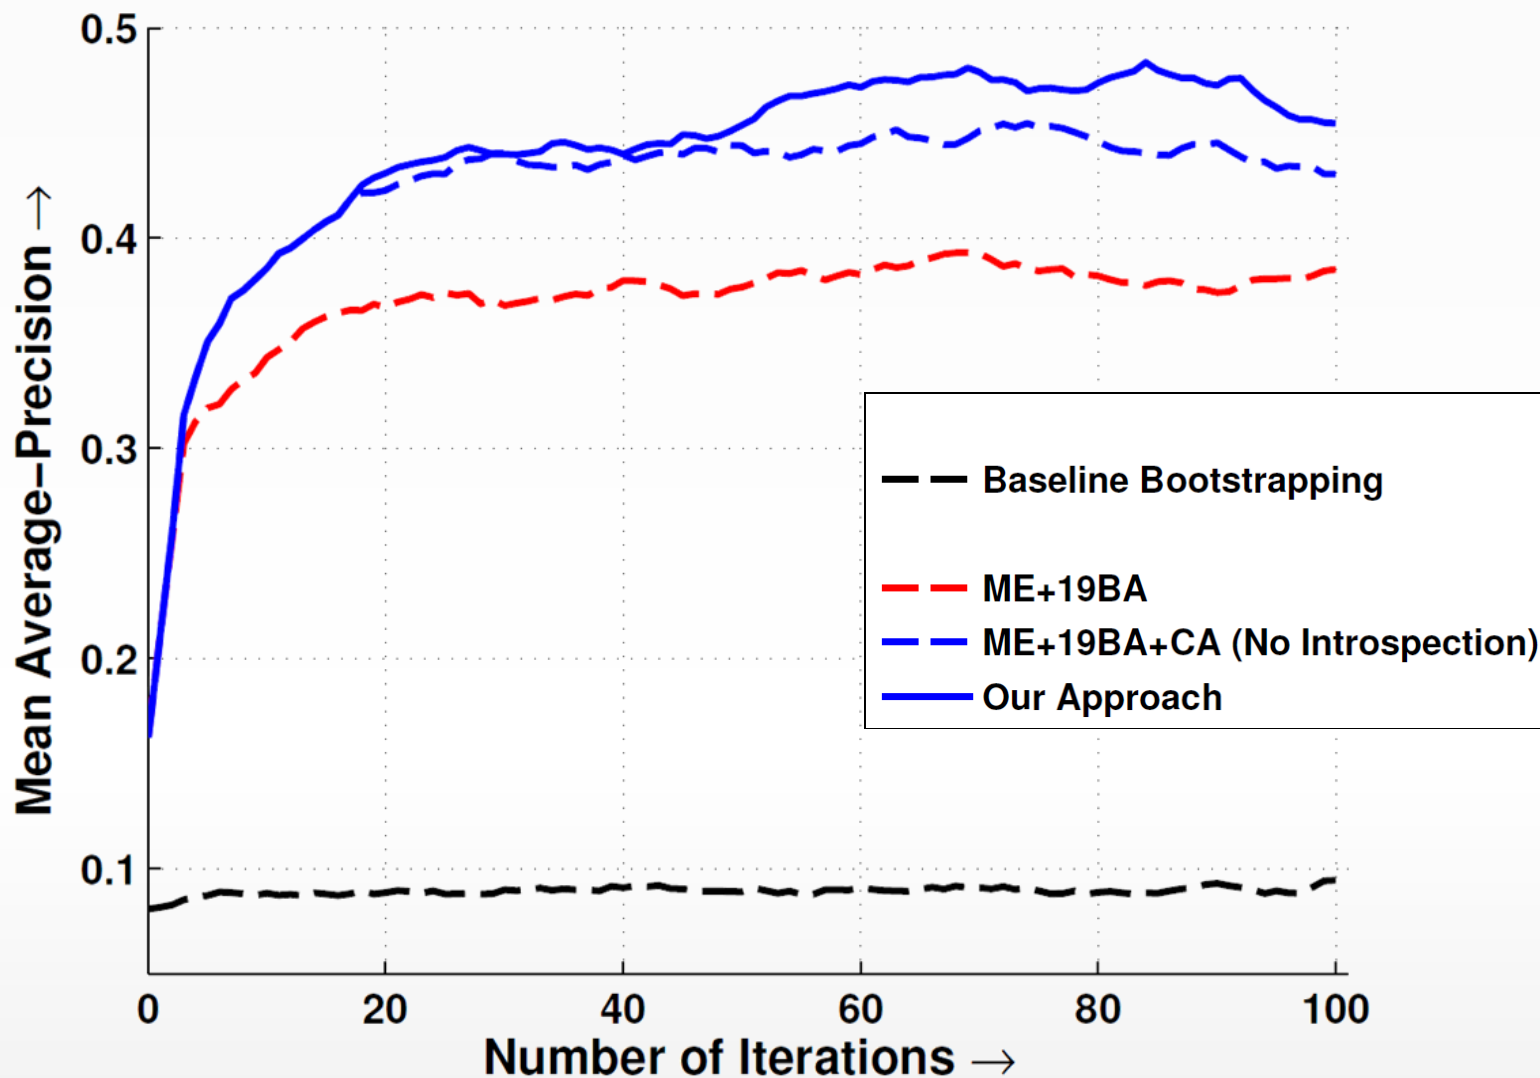 0.5
0.4
0.3
0.2
0.1
Mean Average–Precision →
Baseline Bootstrapping
ME+19BA
ME+19BA+CA (No Introspection)
Our Approach
0 20 40 60 80 100
Number of Iterations →